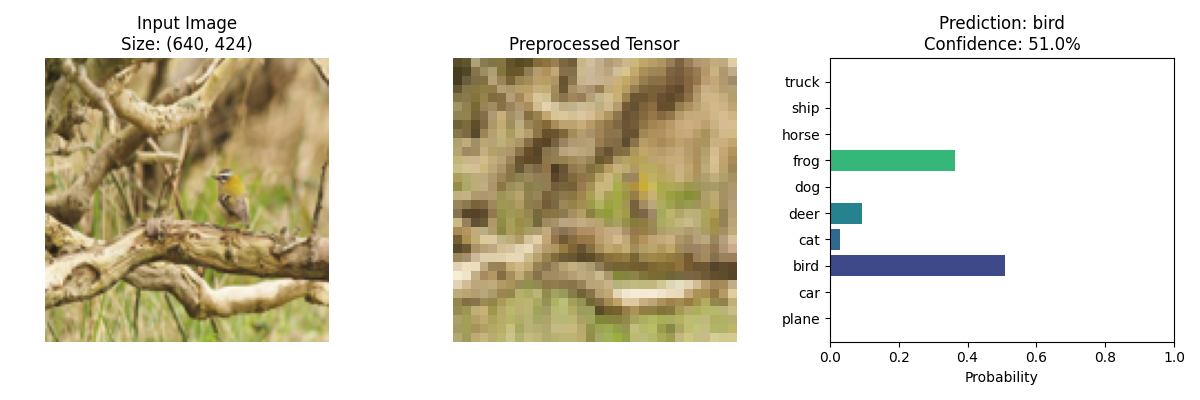 Input Image
Size: (640, 424)
Preprocessed Tensor
Prediction: bird
Confidence: 51.0%
truck
ship
horse
frog
dog
deer
cat
bird
car
plane
0.0 0.2 0.4 0.6 0.8 1.0
Probability